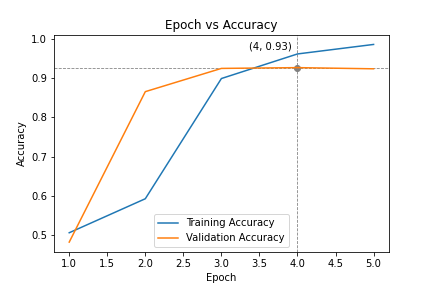 Epoch vs Accuracy
(4, 0.93)
1.0
0.9
0.8
0.7
0.6
0.5
Accuracy
Training Accuracy
Validation Accuracy
1.0 1.5 2.0 2.5 3.0 3.5 4.0 4.5 5.0
Epoch